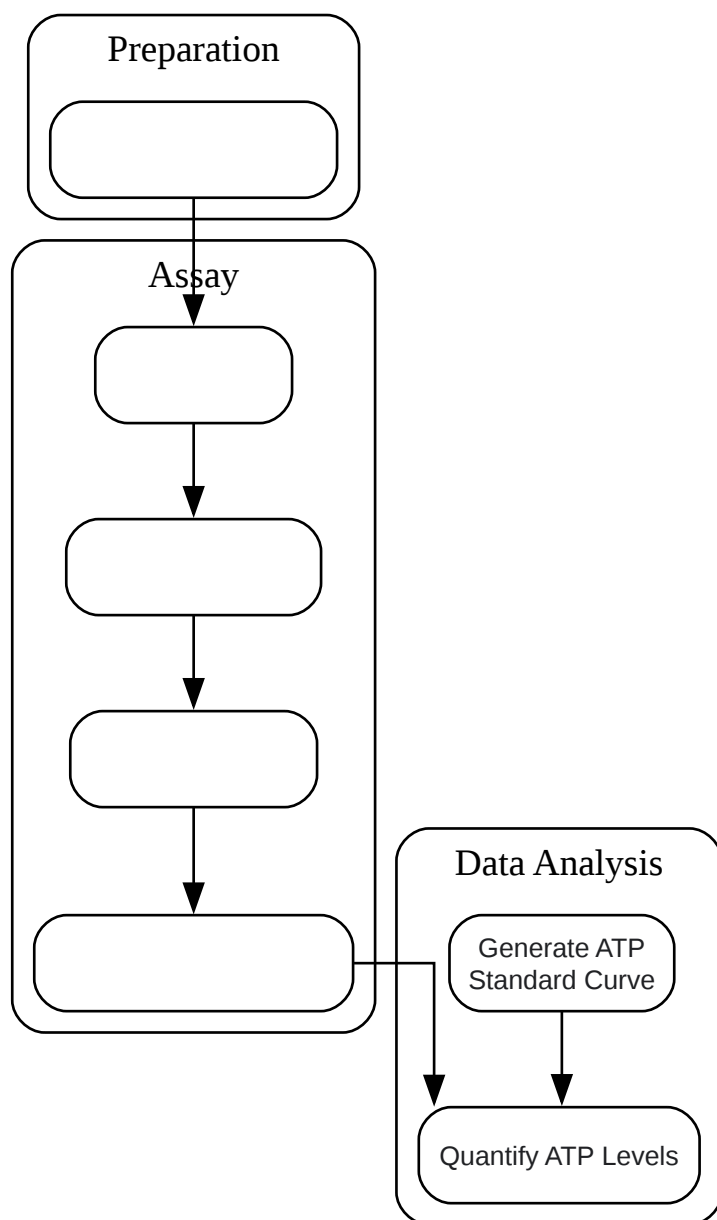 Preparation
Assay
Data Analysis
Generate ATP
Standard Curve
Quantify ATP Levels